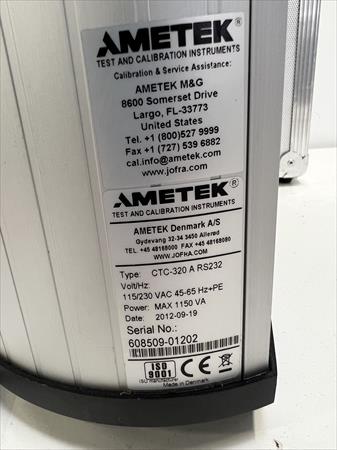 AMETEK®
TEST AND CALIBRATION INSTRUMENTS
Calibration & Service Assistance:
AMETEK M&G
8600 Somerset Drive
Largo, FL-33773
United States
Tel. +1 (800)527 9999
Fax +1 (727) 539 6882
cal.info@ametek.com
www.jofra.com
AMETEK®
TEST AND CALIBRATION INSTRUMENTS
AMETEK Denmark A/S
Gydevang 32-34 3450 Allerød
TEL. +45 48168000 FAX +45 48168080
WWW.JOFRA.COM
Type: CTC-320 A RS232
Volt/Hz:
115/230 VAC 45-65 Hz+PE
Power: MAX 1150 VA
Date: 2012-09-19
Serial No.:
608509-01202
ISO 9001 CE
ISO manufacturer Made in Denmark